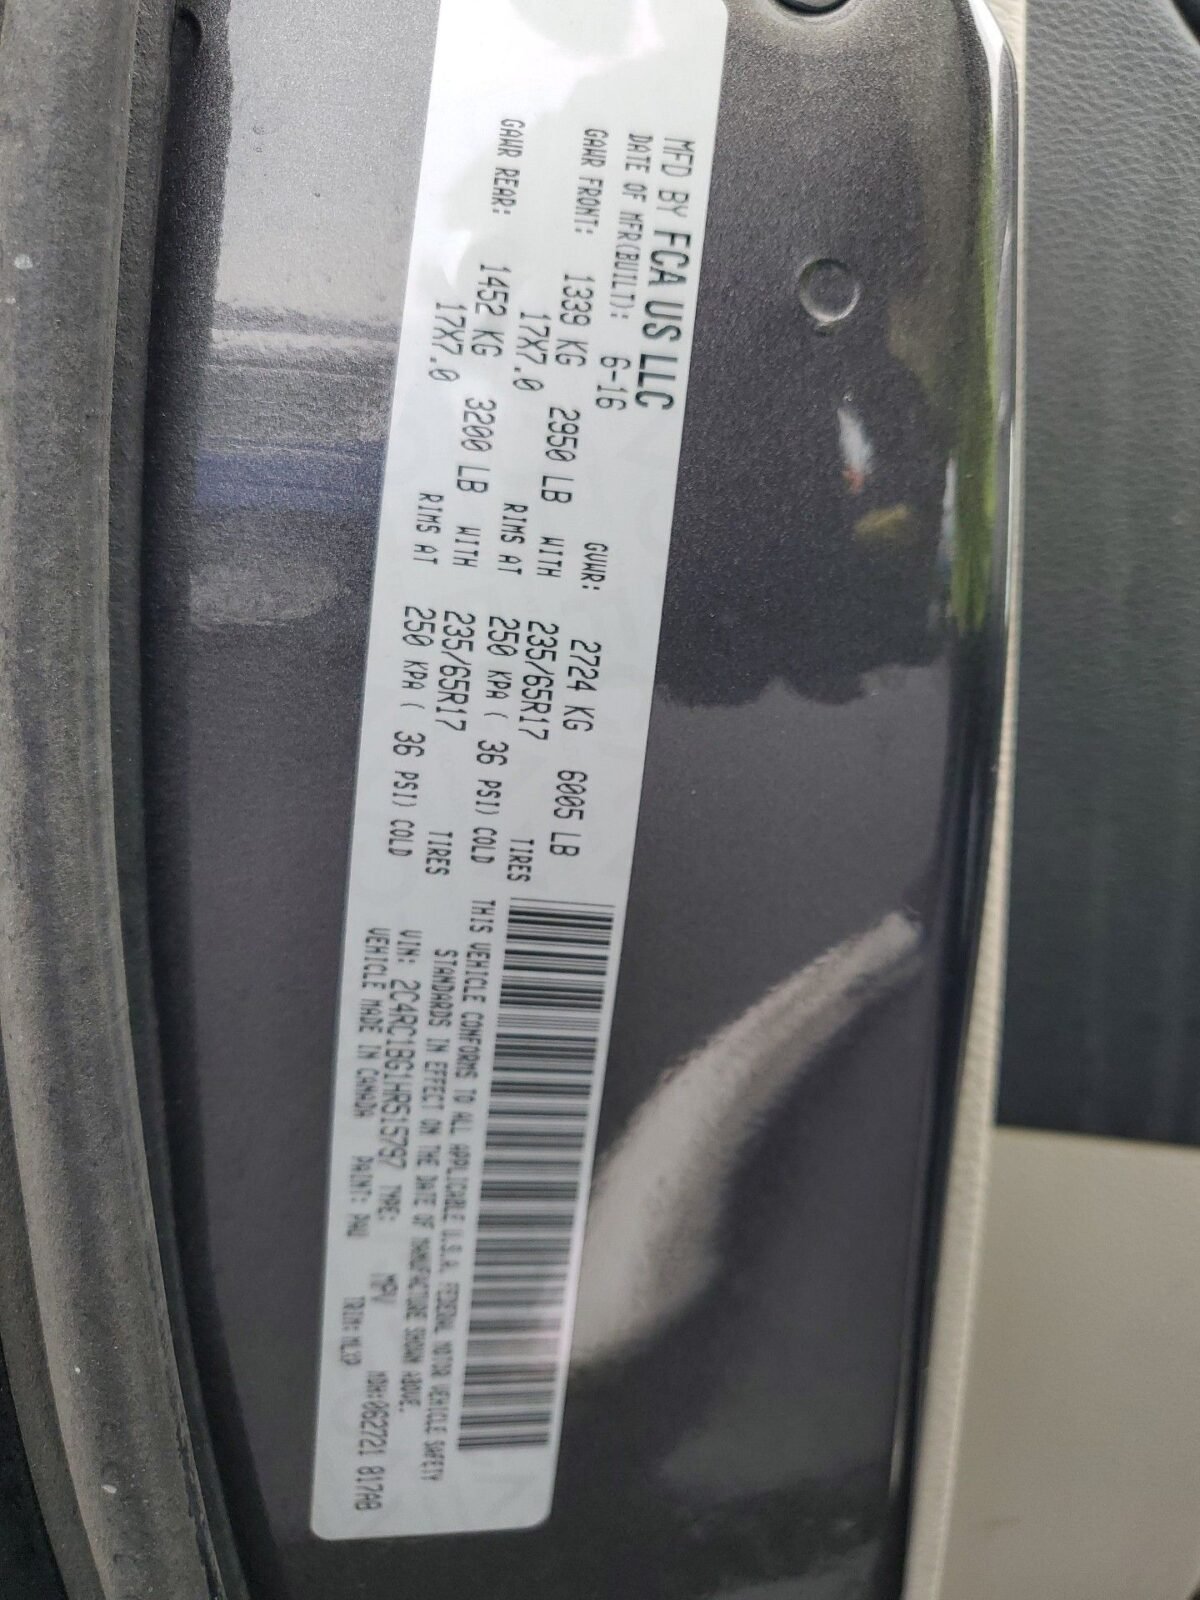 MFD BY FCA US LLC
DATE OF MFR(BUILT): 6-16 GVWR: 2724 KG 6005 LB
GAWR FRONT: 1339 KG 2950 LB WITH 235/65R17 TIRES
17X7.0 RIMS AT 250 KPA ( 36 PSI) COLD
GAWR REAR: 1452 KG 3200 LB WITH 235/65R17 TIRES
17X7.0 RIMS AT 250 KPA ( 36 PSI) COLD
THIS VEHICLE CONFORMS TO ALL APPLICABLE U.S.A. FEDERAL MOTOR VEHICLE SAFETY
STANDARDS IN EFFECT ON THE DATE OF MANUFACTURE SHOWN ABOVE.
VIN: 2C4RC1BG1HR515797 TYPE: MPV MDH:062721 017AB
VEHICLE MADE IN CANADA PAINT: PAU TRIM: